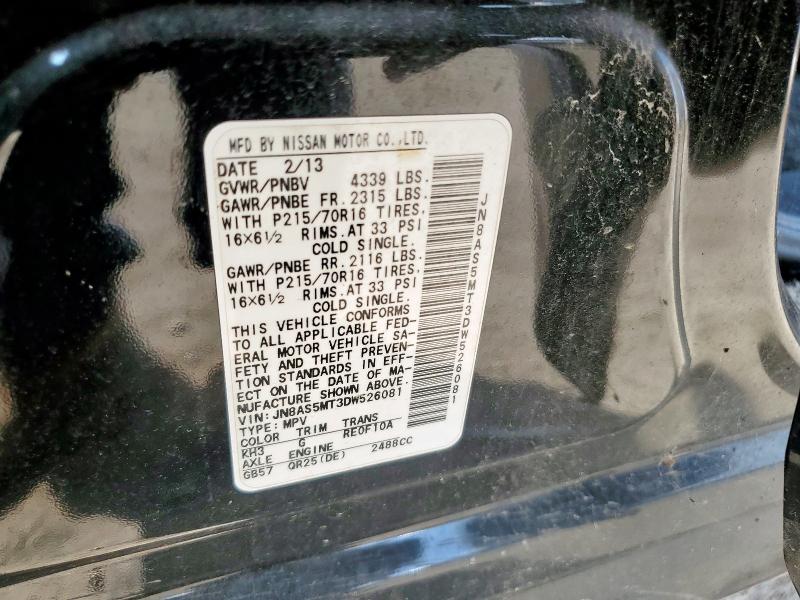 MFD BY NISSAN MOTOR CO.,LTD.
DATE 2/13
GVWR/PNBV 4339 LBS.
GAWR/PNBE FR. 2315 LBS.
WITH P215/70R16 TIRES,
16×6½ RIMS.AT 33 PSI
COLD SINGLE.
GAWR/PNBE RR. 2116 LBS.
WITH P215/70R16 TIRES,
16×6½ RIMS.AT 33 PSI
COLD SINGLE.
THIS VEHICLE CONFORMS
TO ALL APPLICABLE FED-
ERAL MOTOR VEHICLE SA-
FETY AND THEFT PREVEN-
TION STANDARDS IN EFF-
ECT ON THE DATE OF MA-
NUFACTURE SHOWN ABOVE.
VIN: JN8AS5MT3DW526081
TYPE: MPV
COLOR TRIM TRANS
KH3 G RE0F10A
AXLE ENGINE
GB57 QR25(DE) 2488CC
JN8AS5MT3DW526081